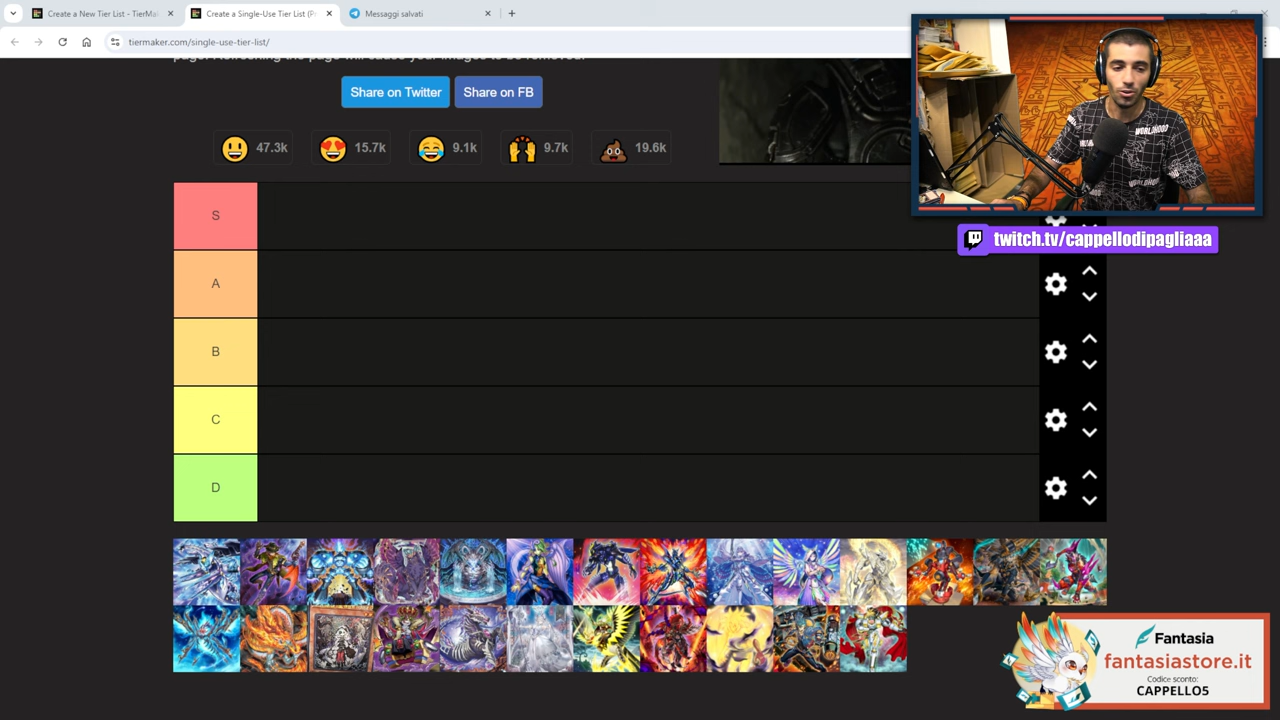 Create a New Tier List - TierMa
Create a Single-Use Tier List (P
Messaggi salvati
tiermaker.com/single-use-tier-list/
Share on Twitter
Share on FB
47.3k
15.7k
9.1k
9.7k
19.6k
WORLDHOOD
WORLDHOOD
twitch.tv/cappellodipagliaaa
S
A
B
C
D
Fantasia
fantasiastore.it
Codice sconto:
CAPPELLO5